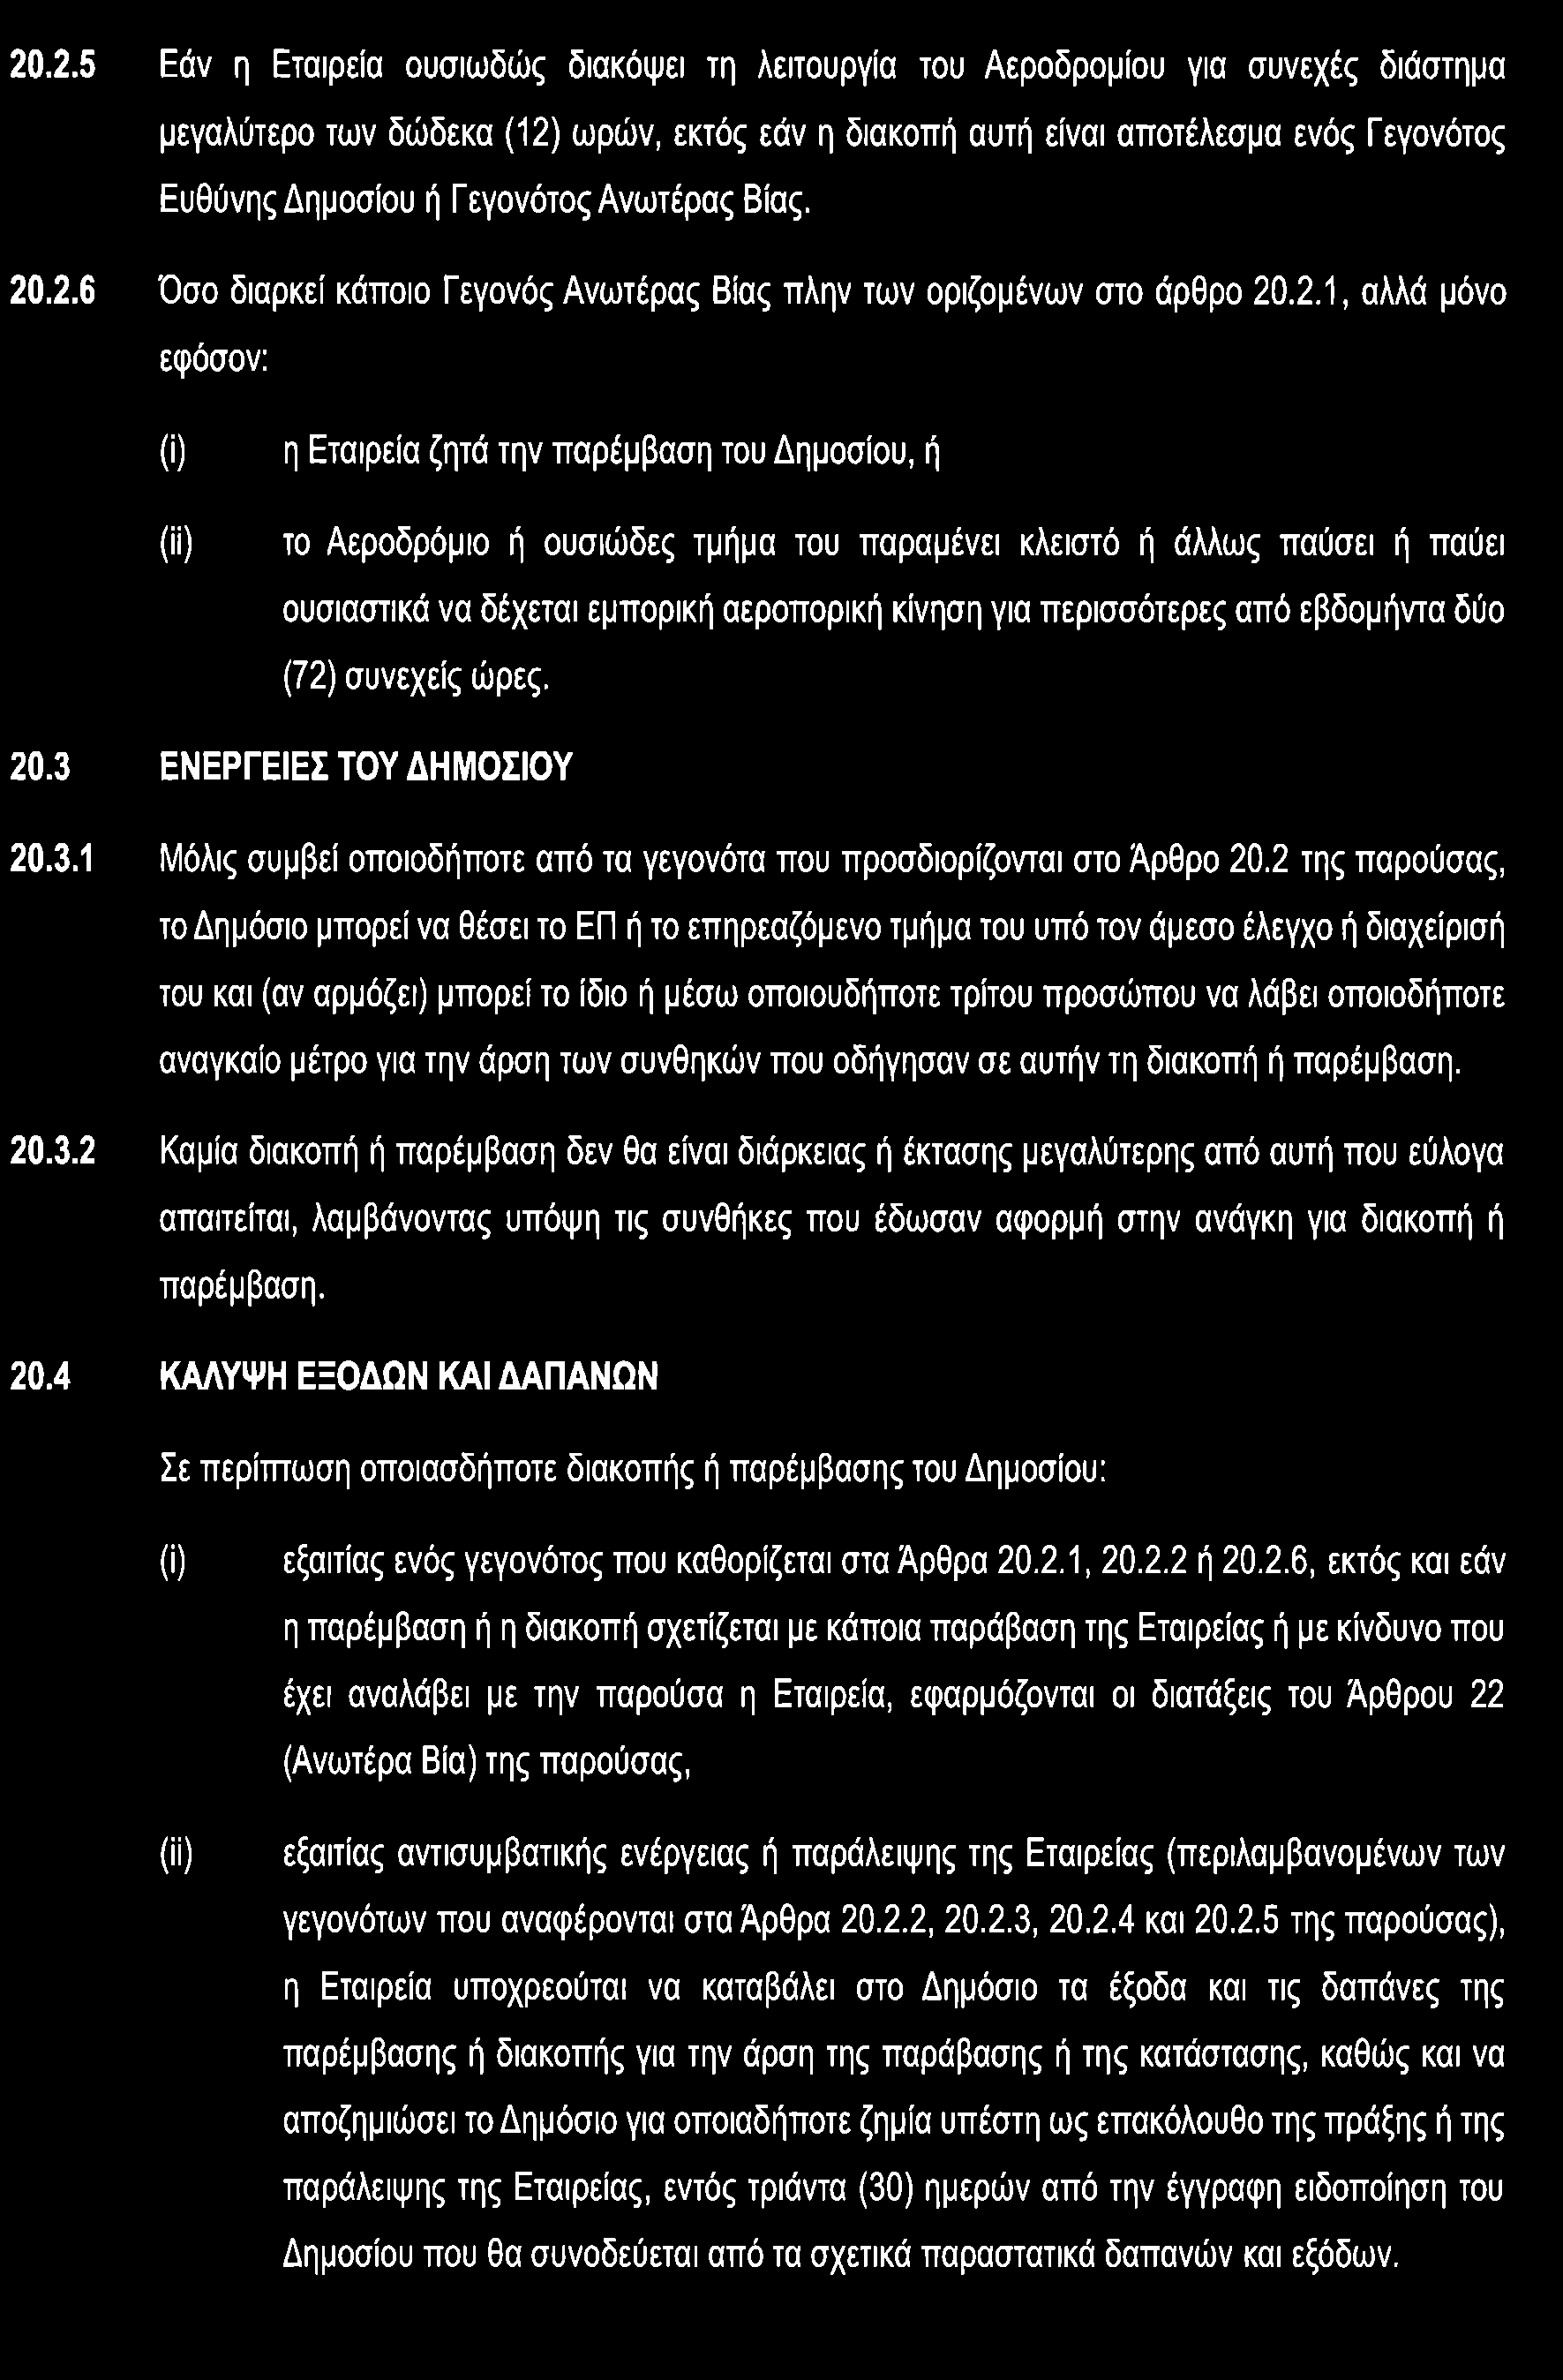 20.2.5 Εάν η Εταιρεία ουσιωδώς διακόψει τη λειτουργία του Αεροδρομίου για συνεχές διάστημα
μεγαλύτερο των δώδεκα (12) ωρών, εκτός εάν η διακοπή αυτή είναι αποτέλεσμα ενός Γεγονότος
Ευθύνης Δημοσίου ή Γεγονότος Ανωτέρας Βίας.
20.2.6 Όσο διαρκεί κάποιο Γεγονός Ανωτέρας Βίας πλην των οριζομένων στο άρθρο 20.2.1, αλλά μόνο
εφόσον:
(i) η Εταιρεία ζητά την παρέμβαση του Δημοσίου, ή
(ii) το Αεροδρόμιο ή ουσιώδες τμήμα του παραμένει κλειστό ή άλλως παύσει ή παύει
ουσιαστικά να δέχεται εμπορική αεροπορική κίνηση για περισσότερες από εβδομήντα δύο
(72) συνεχείς ώρες.
20.3 ΕΝΕΡΓΕΙΕΣ ΤΟΥ ΔΗΜΟΣΙΟΥ
20.3.1 Μόλις συμβεί οποιοδήποτε από τα γεγονότα που προσδιορίζονται στο Άρθρο 20.2 της παρούσας,
το Δημόσιο μπορεί να θέσει το ΕΠ ή το επηρεαζόμενο τμήμα του υπό τον άμεσο έλεγχο ή διαχείρισή
του και (αν αρμόζει) μπορεί το ίδιο ή μέσω οποιουδήποτε τρίτου προσώπου να λάβει οποιοδήποτε
αναγκαίο μέτρο για την άρση των συνθηκών που οδήγησαν σε αυτήν τη διακοπή ή παρέμβαση.
20.3.2 Καμία διακοπή ή παρέμβαση δεν θα είναι διάρκειας ή έκτασης μεγαλύτερης από αυτή που εύλογα
απαιτείται, λαμβάνοντας υπόψη τις συνθήκες που έδωσαν αφορμή στην ανάγκη για διακοπή ή
παρέμβαση.
20.4 ΚΑΛΥΨΗ ΕΞΟΔΩΝ ΚΑΙ ΔΑΠΑΝΩΝ
Σε περίπτωση οποιασδήποτε διακοπής ή παρέμβασης του Δημοσίου:
(i) εξαιτίας ενός γεγονότος που καθορίζεται στα Άρθρα 20.2.1, 20.2.2 ή 20.2.6, εκτός και εάν
η παρέμβαση ή η διακοπή σχετίζεται με κάποια παράβαση της Εταιρείας ή με κίνδυνο που
έχει αναλάβει με την παρούσα η Εταιρεία, εφαρμόζονται οι διατάξεις του Άρθρου 22
(Ανωτέρα Βία) της παρούσας,
(ii) εξαιτίας αντισυμβατικής ενέργειας ή παράλειψης της Εταιρείας (περιλαμβανομένων των
γεγονότων που αναφέρονται στα Άρθρα 20.2.2, 20.2.3, 20.2.4 και 20.2.5 της παρούσας),
η Εταιρεία υποχρεούται να καταβάλει στο Δημόσιο τα έξοδα και τις δαπάνες της
παρέμβασης ή διακοπής για την άρση της παράβασης ή της κατάστασης, καθώς και να
αποζημιώσει το Δημόσιο για οποιαδήποτε ζημία υπέστη ως επακόλουθο της πράξης ή της
παράλειψης της Εταιρείας, εντός τριάντα (30) ημερών από την έγγραφη ειδοποίηση του
Δημοσίου που θα συνοδεύεται από τα σχετικά παραστατικά δαπανών και εξόδων.